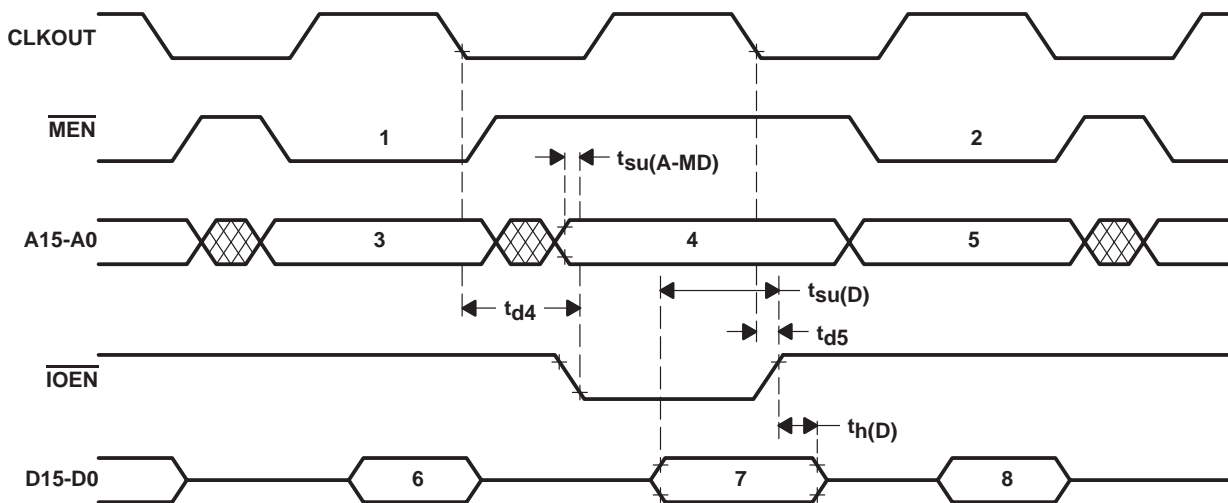 CLKOUT
MEN
1
2
tsu(A-MD)
A15-A0
3
4
5
tsu(D)
td4
td5
IOEN
th(D)
D15-D0
6
7
8